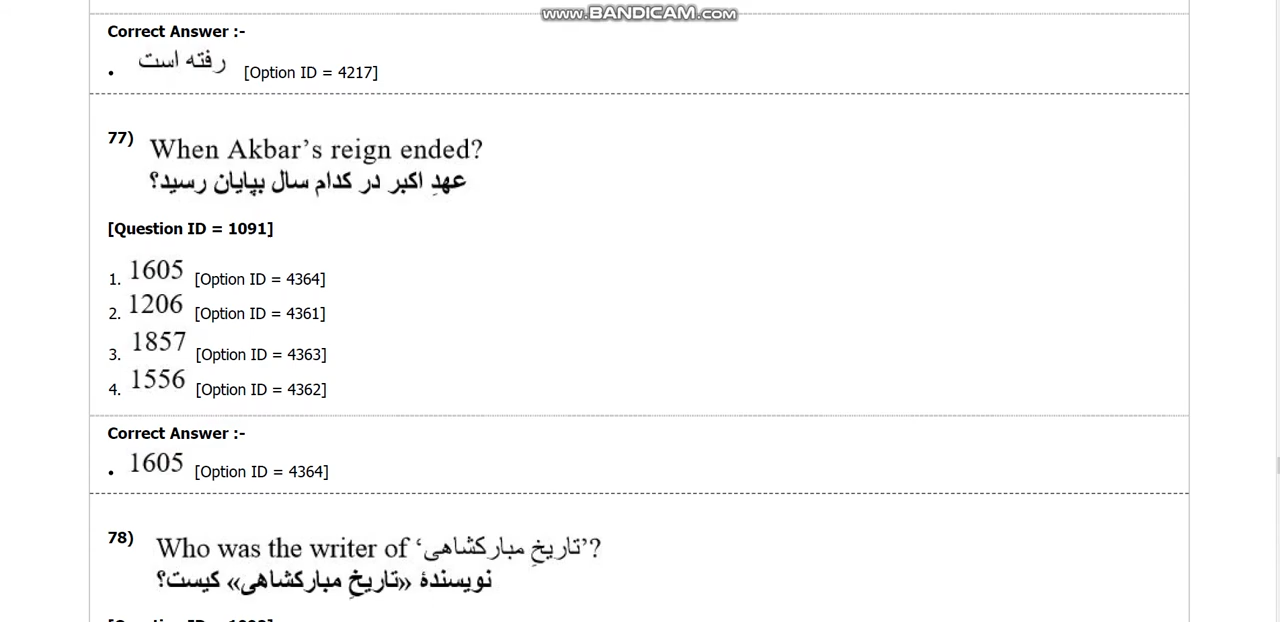 www.BANDICAM.com
Correct Answer :-
• رفته است [Option ID = 4217]
77) When Akbar’s reign ended?
عهدِ اکبر در کدام سال بپایان رسید؟
[Question ID = 1091]
1. 1605 [Option ID = 4364]
2. 1206 [Option ID = 4361]
3. 1857 [Option ID = 4363]
4. 1556 [Option ID = 4362]
Correct Answer :-
• 1605 [Option ID = 4364]
78) Who was the writer of ‘تاریخِ مبارکشاهی’?
نویسندۀ «تاریخِ مبارکشاهی» کیست؟